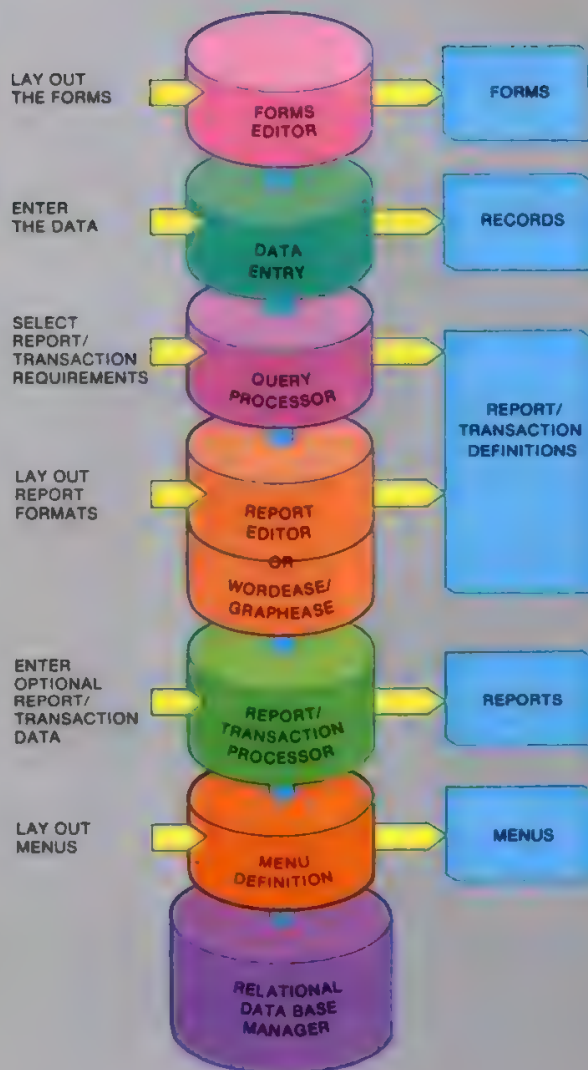 LAY OUT
THE FORMS
FORMS
EDITOR
FORMS
ENTER
THE DATA
DATA
ENTRY
RECORDS
SELECT
REPORT/
TRANSACTION
REQUIREMENTS
QUERY
PROCESSOR
REPORT/
TRANSACTION
DEFINITIONS
LAY OUT
REPORT
FORMATS
REPORT
EDITOR
OR
WORDEASE/
GRAPHEASE
ENTER
OPTIONAL
REPORT/
TRANSACTION
DATA
REPORT/
TRANSACTION
PROCESSOR
REPORTS
LAY OUT
MENUS
MENU
DEFINITION
MENUS
RELATIONAL
DATA BASE
MANAGER